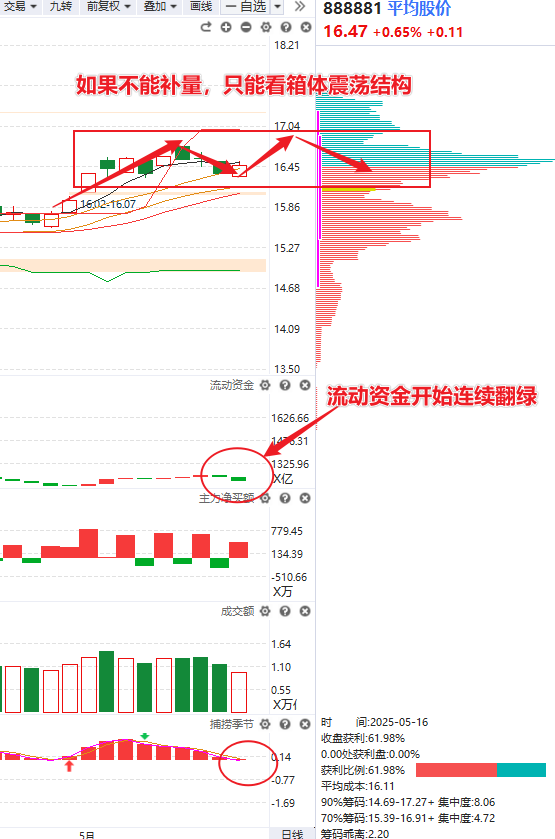 交易 九转 前复权 叠加 画线 一自选
888881 平均股价
16.47 +0.65% +0.11
18.21
如果不能补量，只能看箱体震荡结构
17.04
16.45
16.02-16.07
15.86
15.27
14.68
14.09
13.50
流动资金
流动资金开始连续翻绿
1626.66
1476.31
1325.96
X亿
主力净买额
779.45
134.39
-510.66
X万
成交额
1.64
1.10
0.55
X万亿
捕捞季节
0.14
-0.77
-1.69
5月
日线
时 间:2025-05-16
收盘获利:61.98%
0.00处获利盘:0.00%
获利比例:61.98%
平均成本:16.11
90%筹码:14.69-17.27+ 集中度:8.06
70%筹码:15.39-16.91+ 集中度:4.72
筹码乖离:2.20